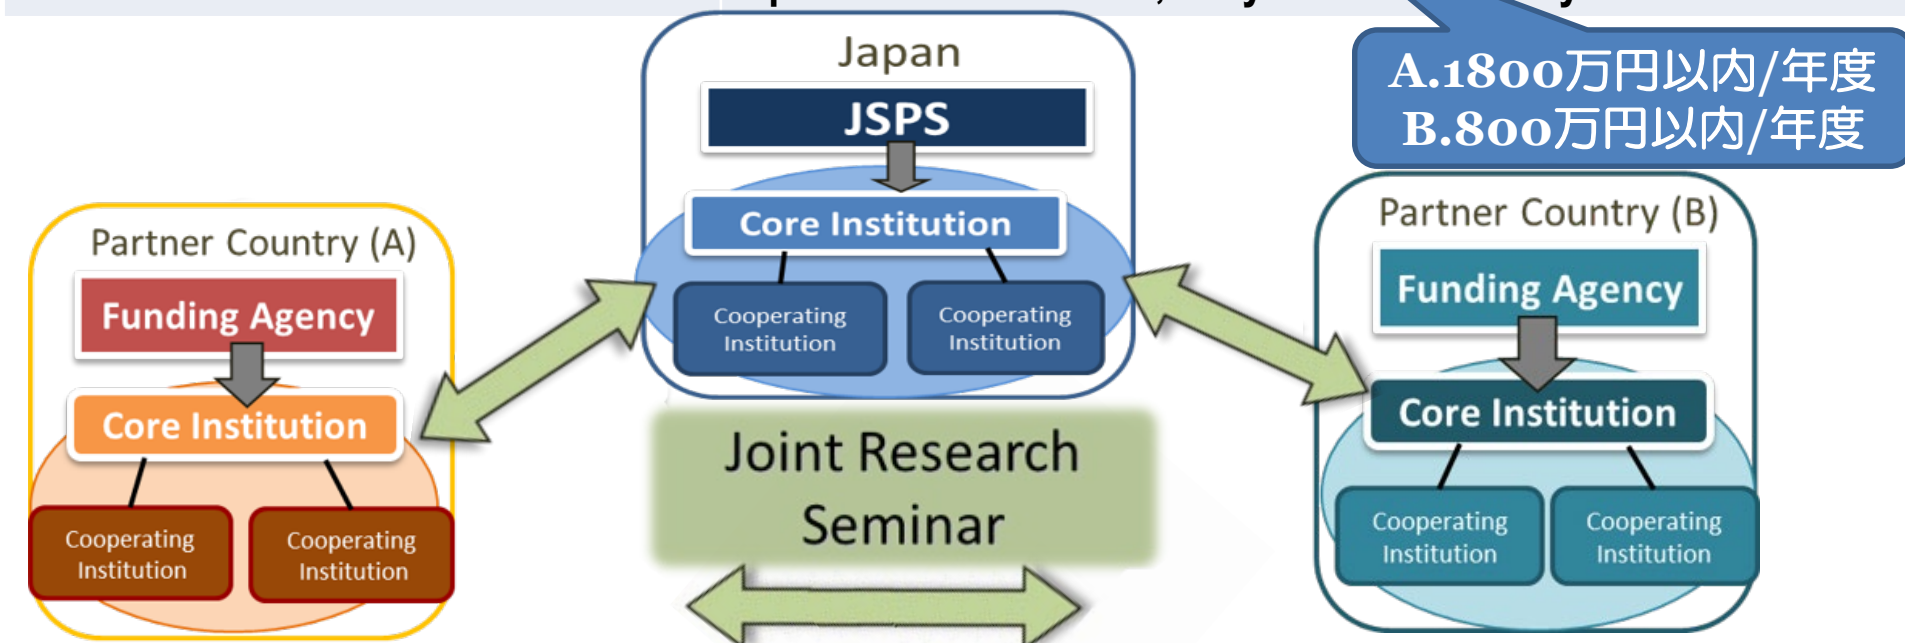 Japan
JSPS
Core Institution
Cooperating
Institution
Cooperating
Institution
A.1800万円以内/年度
B.800万円以内/年度
Partner Country (A)
Funding Agency
Core Institution
Cooperating
Institution
Cooperating
Institution
Joint Research
Seminar
Partner Country (B)
Funding Agency
Core Institution
Cooperating
Institution
Cooperating
Institution